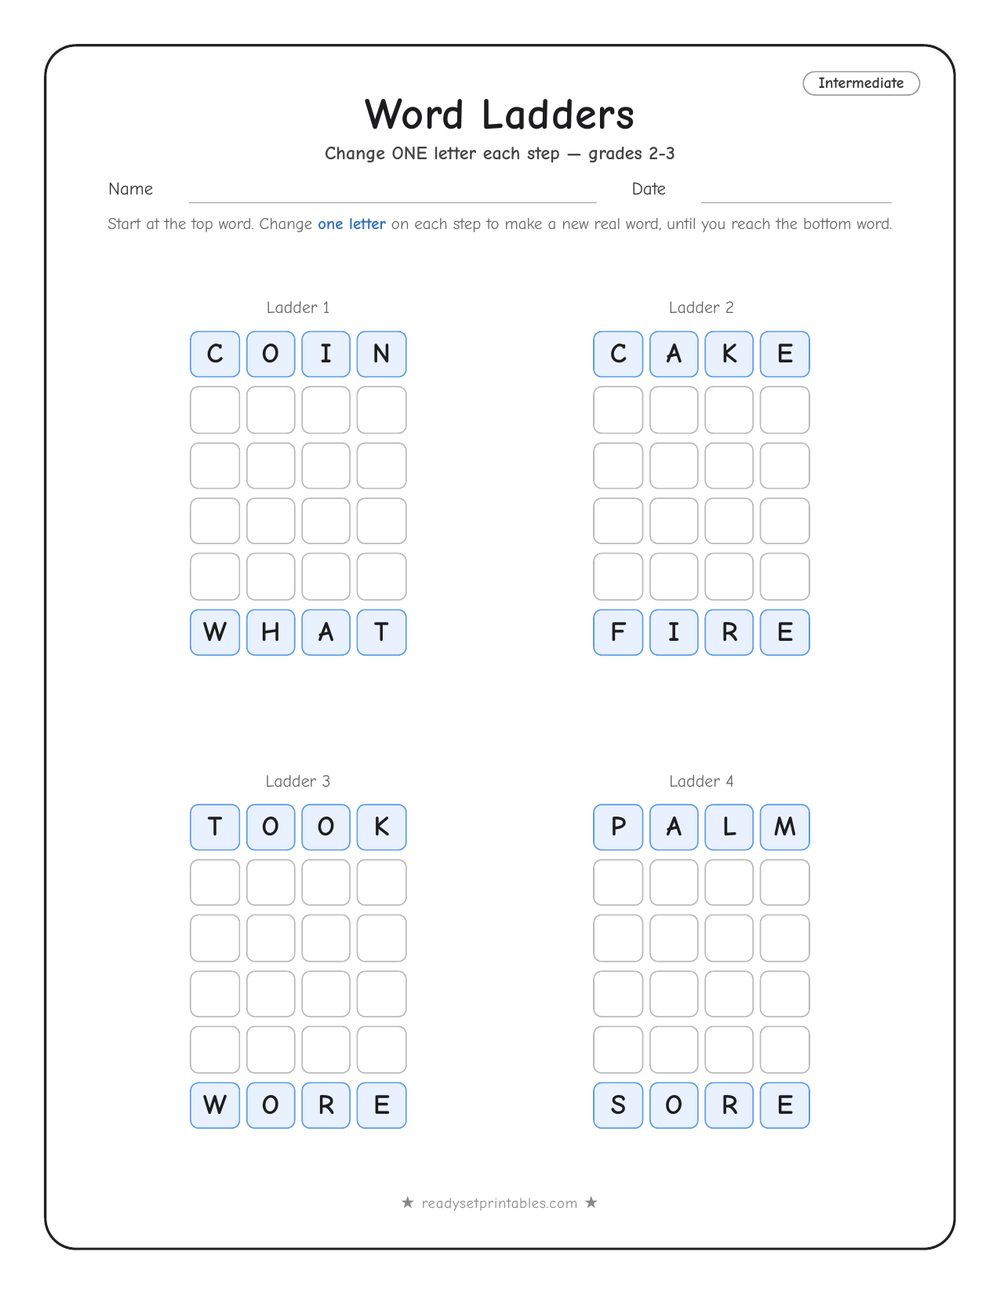 Intermediate
Word Ladders
Change ONE letter each step — grades 2-3
Name Date
Start at the top word. Change one letter on each step to make a new real word, until you reach the bottom word.
Ladder 1
C O I N
W H A T
Ladder 2
C A K E
F I R E
Ladder 3
T O O K
W O R E
Ladder 4
P A L M
S O R E
★ readysetprintables.com ★